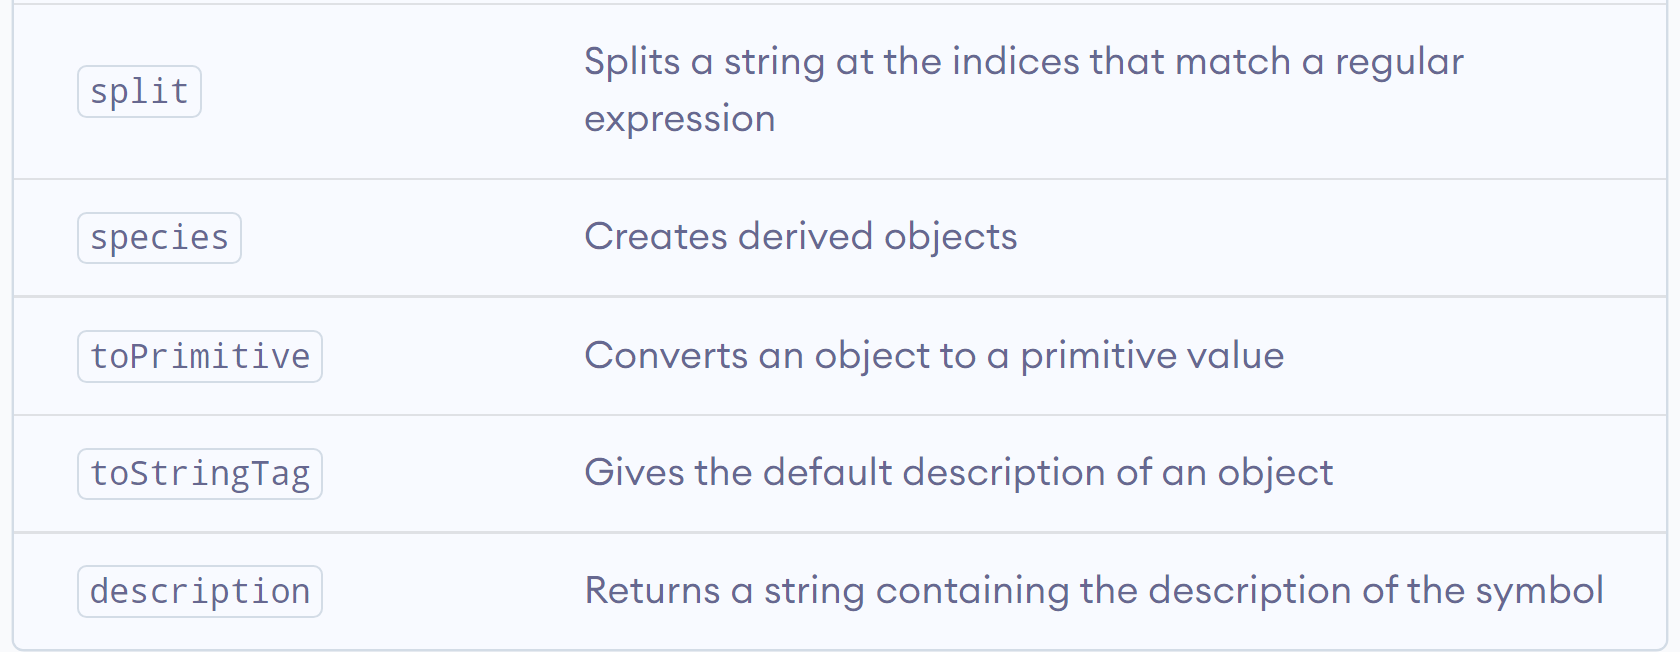 split
Splits a string at the indices that match a regular
expression
species
Creates derived objects
toPrimitive
Converts an object to a primitive value
toStringTag
Gives the default description of an object
description
Returns a string containing the description of the symbol